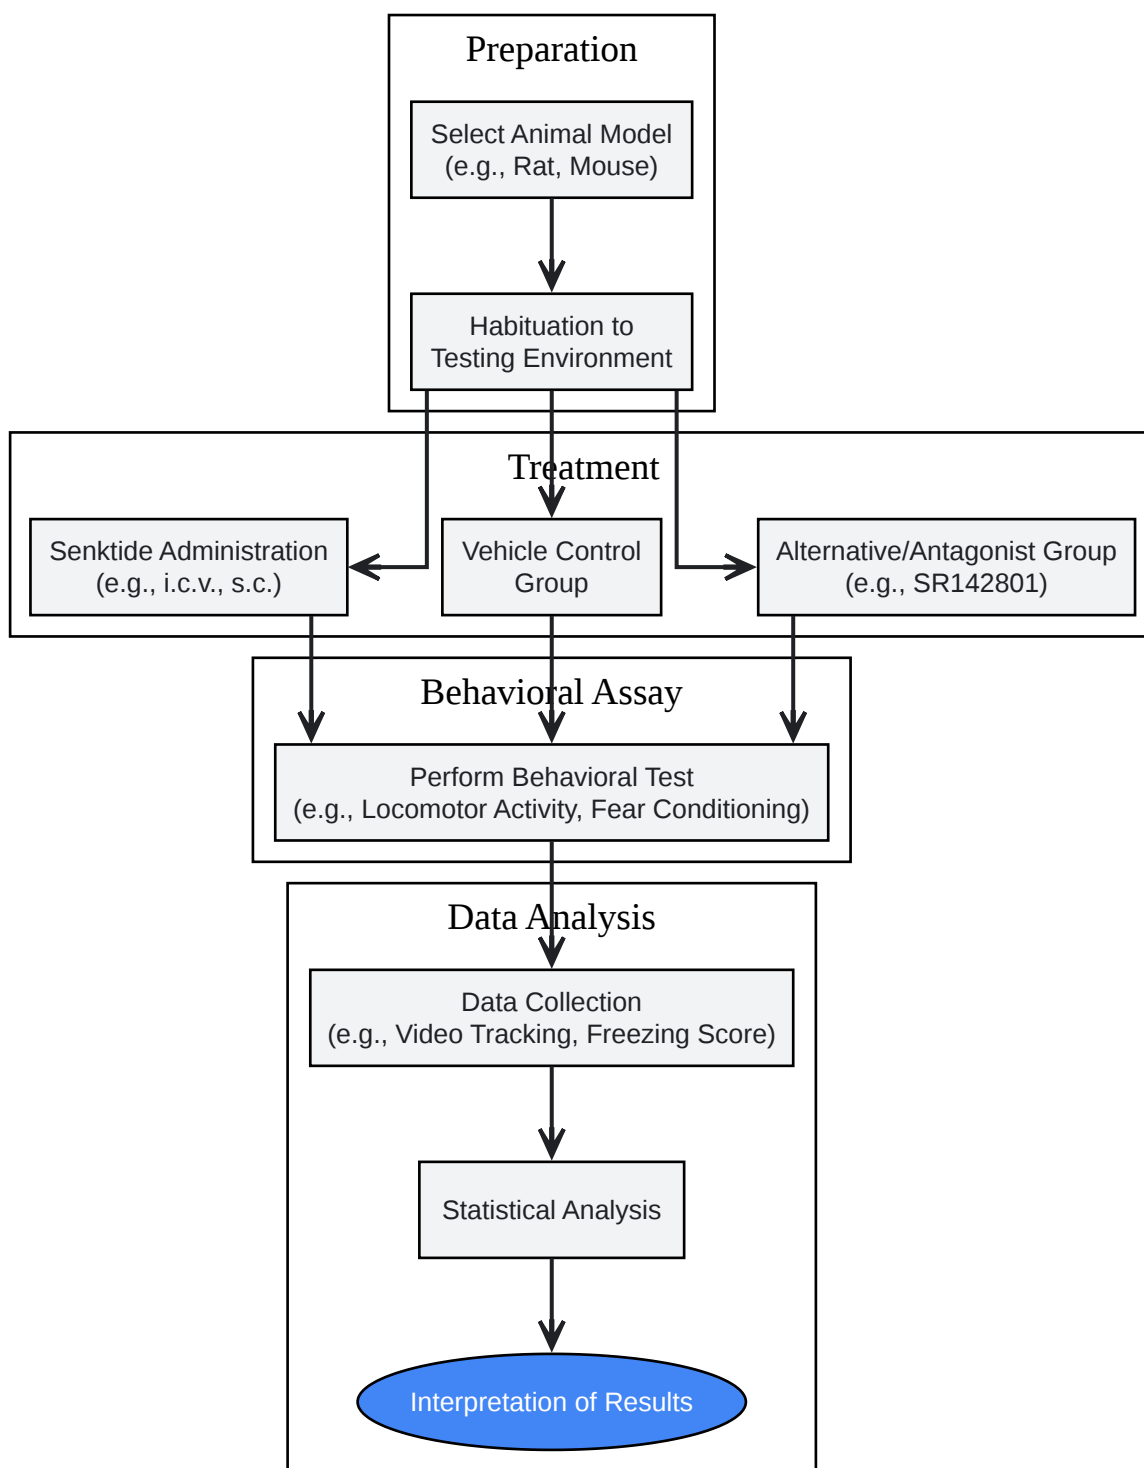 Preparation
Select Animal Model
(e.g., Rat, Mouse)
Habituation to
Testing Environment
Treatment
Senktide Administration
(e.g., i.c.v., s.c.)
Vehicle Control
Group
Alternative/Antagonist Group
(e.g., SR142801)
Behavioral Assay
Perform Behavioral Test
(e.g., Locomotor Activity, Fear Conditioning)
Data Analysis
Data Collection
(e.g., Video Tracking, Freezing Score)
Statistical Analysis
Interpretation of Results